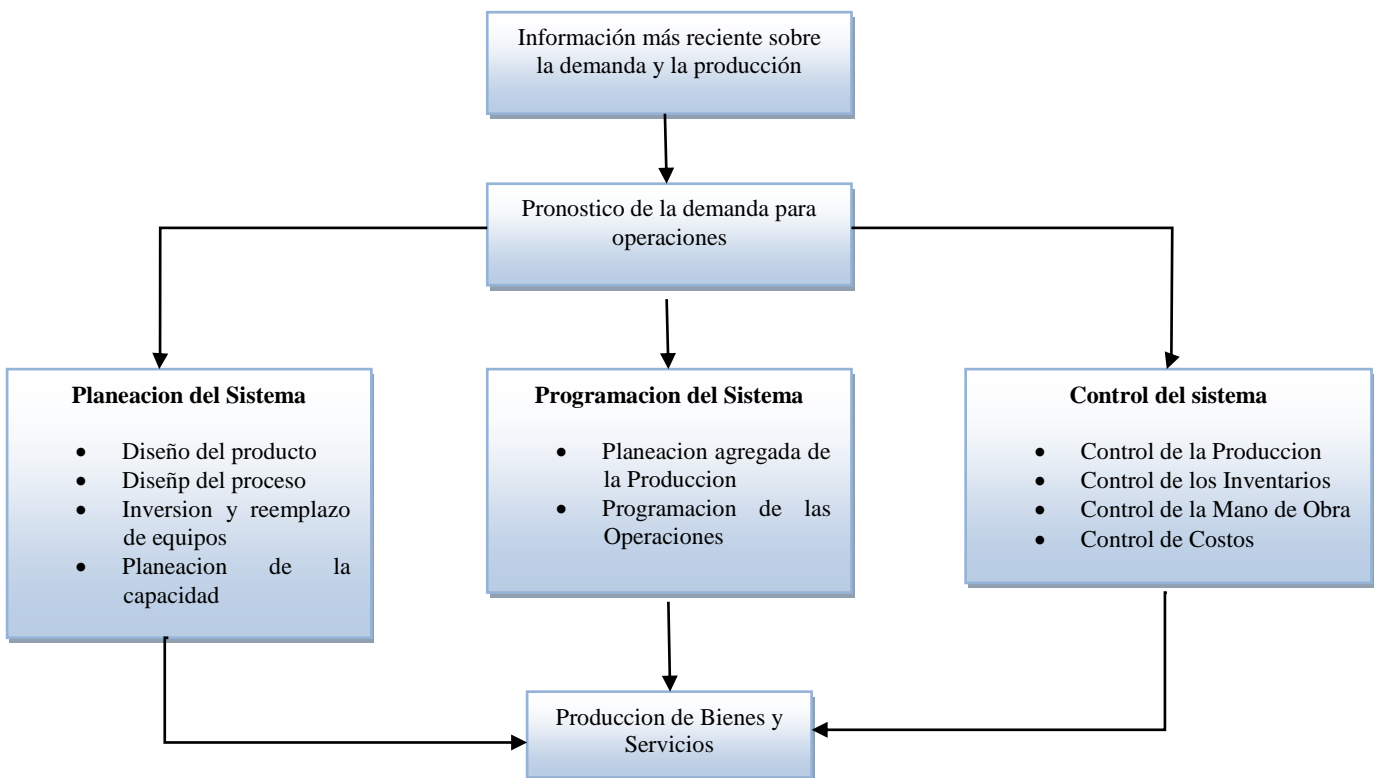 Información más reciente sobre
la demanda y la producción
Pronostico de la demanda para
operaciones
Planeacion del Sistema
• Diseño del producto
• Diseñp del proceso
• Inversion y reemplazo
de equipos
• Planeacion de la
capacidad
Programacion del Sistema
• Planeacion agregada de
la Produccion
• Programacion de las
Operaciones
Control del sistema
• Control de la Produccion
• Control de los Inventarios
• Control de la Mano de Obra
• Control de Costos
Produccion de Bienes y
Servicios